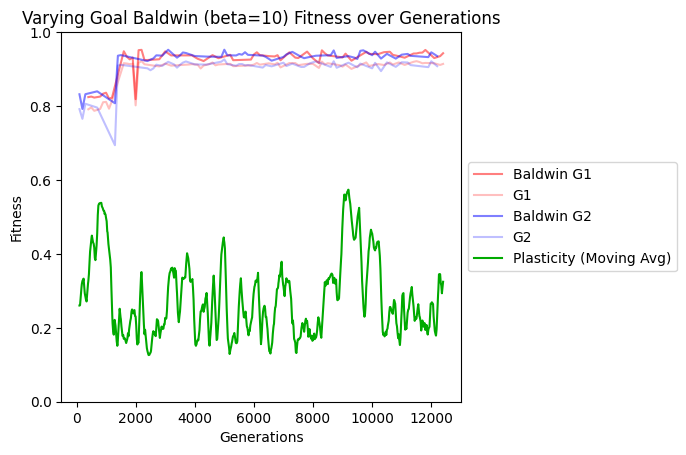 Varying Goal Baldwin (beta=10) Fitness over Generations
1.0
0.8
0.6
0.4
0.2
0.0
Fitness
0 2000 4000 6000 8000 10000 12000
Generations
Baldwin G1
G1
Baldwin G2
G2
Plasticity (Moving Avg)